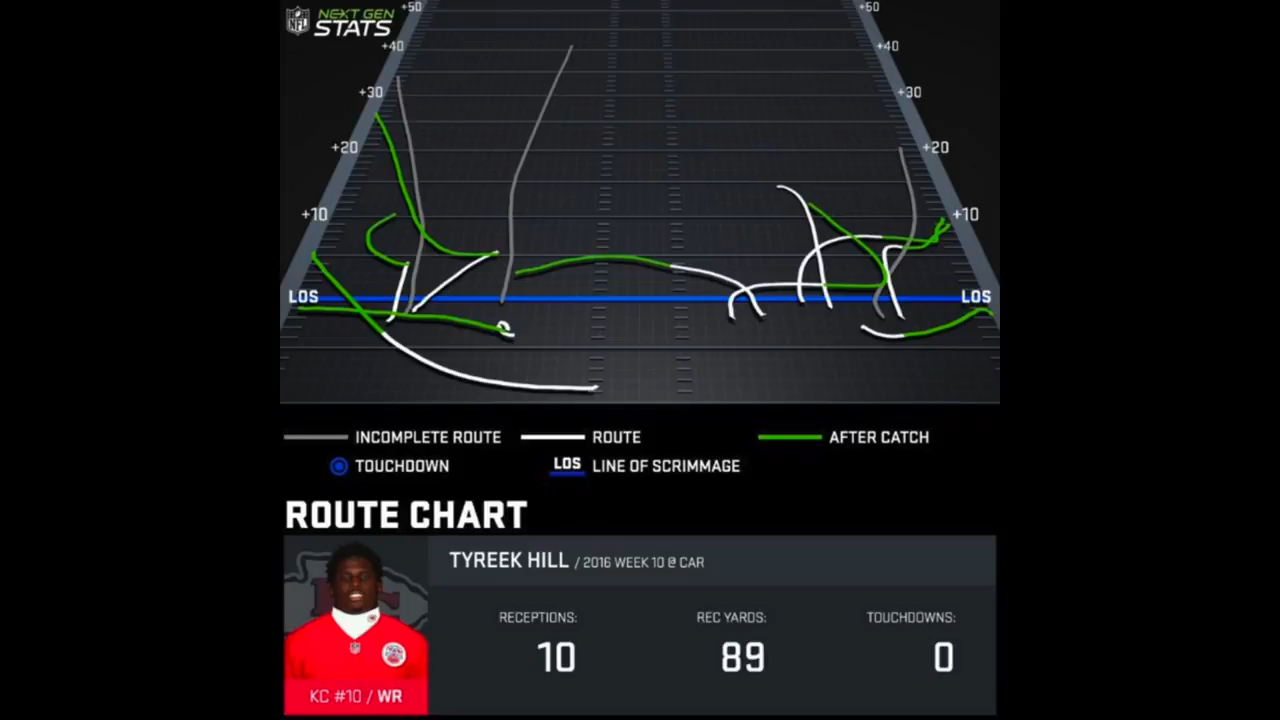 NFL NEXT GEN STATS
+50 +50
+40 +40
+30 +30
+20 +20
+10 +10
LOS LOS
INCOMPLETE ROUTE ROUTE AFTER CATCH
TOUCHDOWN LOS LINE OF SCRIMMAGE
ROUTE CHART
TYREEK HILL / 2016 WEEK 10 @ CAR
RECEPTIONS: REC YARDS: TOUCHDOWNS:
10 89 0
KC #10 / WR